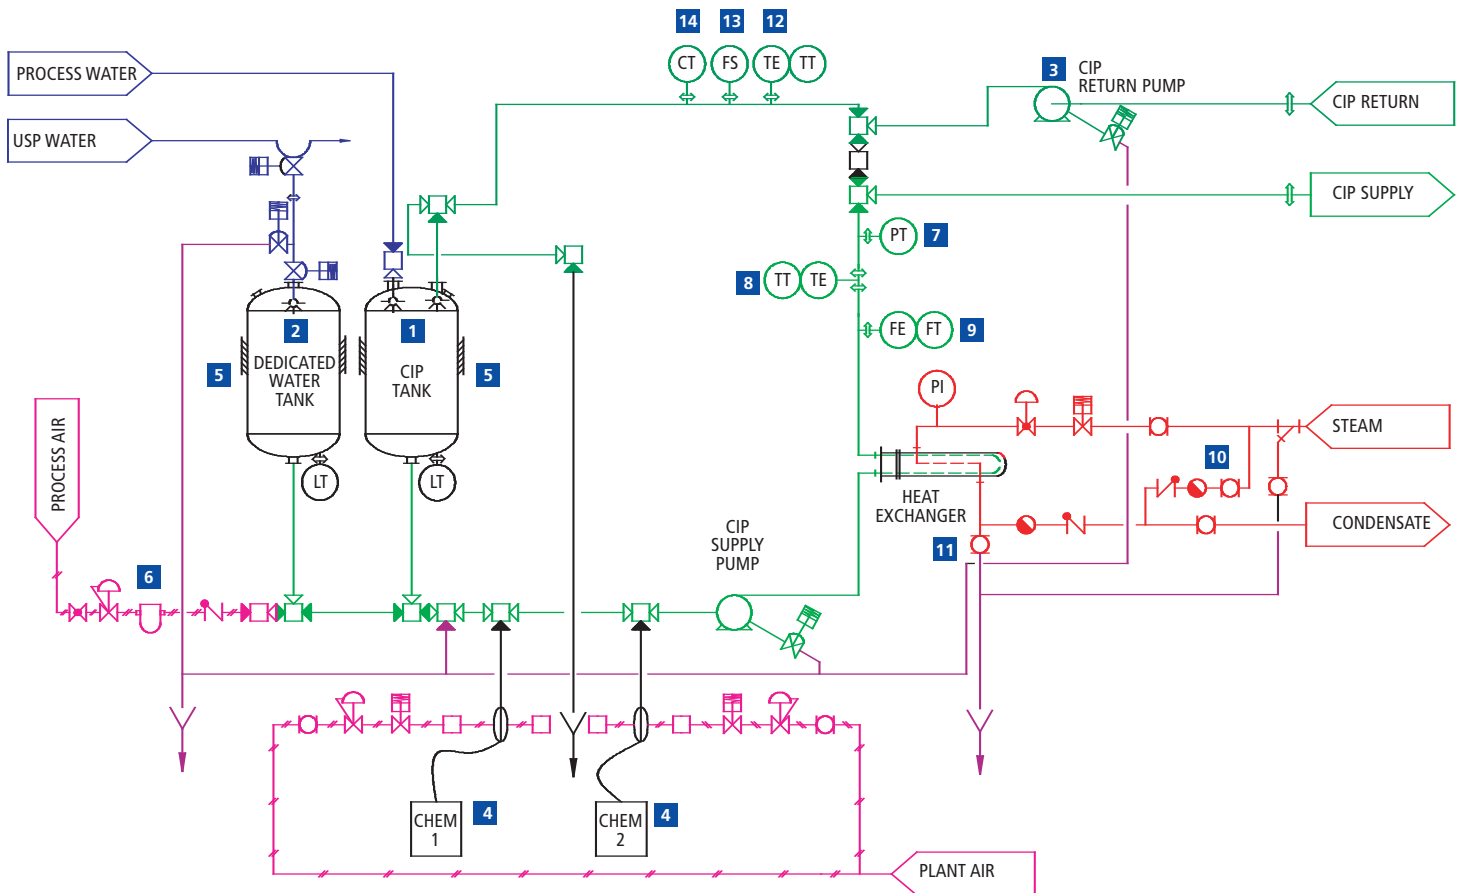 14 13 12
CT FS TE TT
3 CIP
RETURN PUMP
PROCESS WATER
CIP RETURN
USP WATER
CIP SUPPLY
PT 7
8 TT TE
2
1
FE FT 9
DEDICATED
WATER
TANK
CIP
TANK
5
5
PI
PROCESS AIR
STEAM
10
LT
LT
HEAT
EXCHANGER
CONDENSATE
CIP
SUPPLY
PUMP
11
6
CHEM
1
4
CHEM
2
4
PLANT AIR